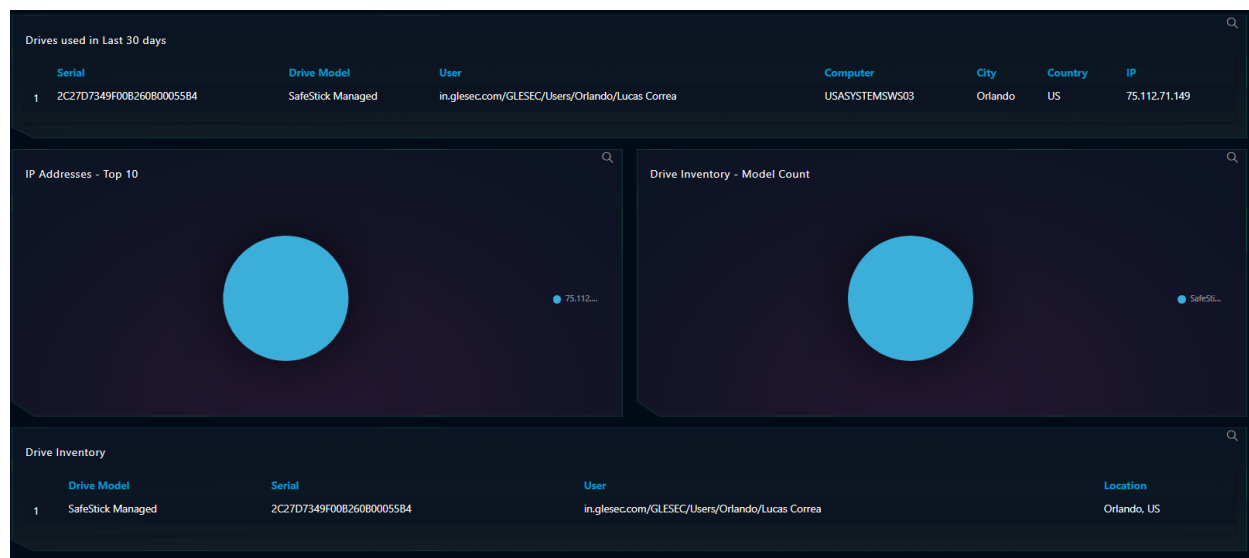 Drives used in Last 30 days
Serial Drive Model User Computer City Country IP
1 2C27D7349F00B260B00055B4 SafeStick Managed in.glesec.com/GLESEC/Users/Orlando/Lucas Correa USASYSTEMSWS03 Orlando US 75.112.71.149
IP Addresses - Top 10
75.112....
Drive Inventory - Model Count
SafeSti...
Drive Inventory
Drive Model Serial User Location
1 SafeStick Managed 2C27D7349F00B260B00055B4 in.glesec.com/GLESEC/Users/Orlando/Lucas Correa Orlando, US